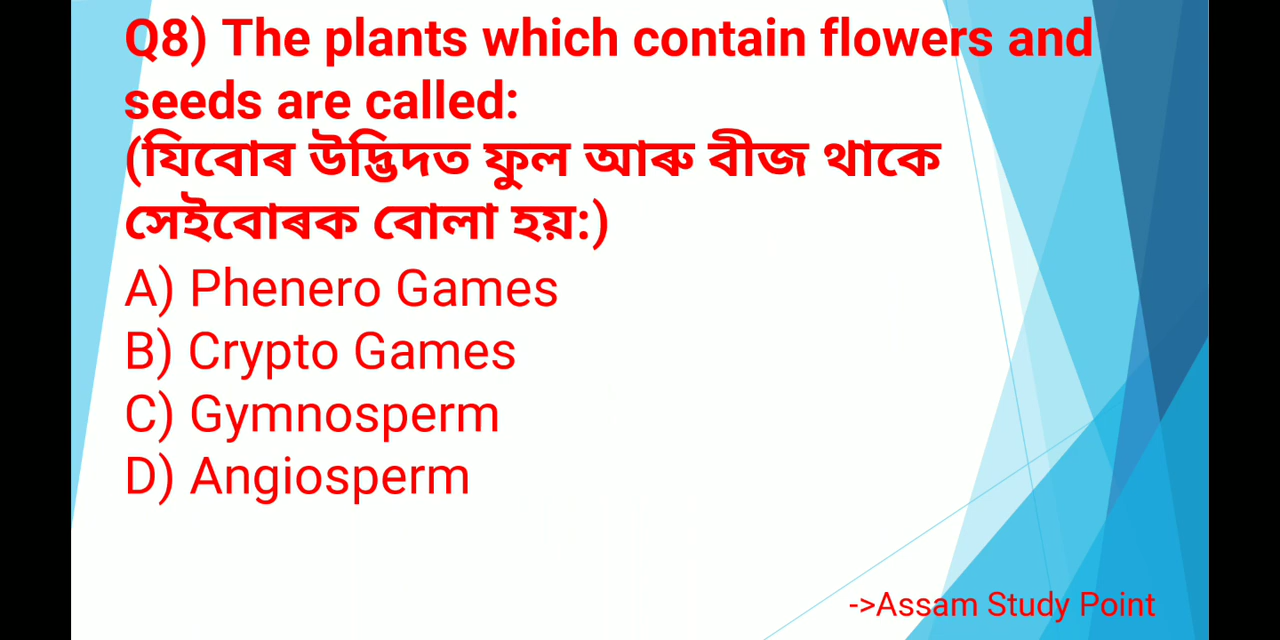 Q8) The plants which contain flowers and
seeds are called:
(যিবোৰ উদ্ভিদত ফুল আৰু বীজ থাকে
সেইবোৰক বোলা হয়:)
A) Phenero Games
B) Crypto Games
C) Gymnosperm
D) Angiosperm
->Assam Study Point